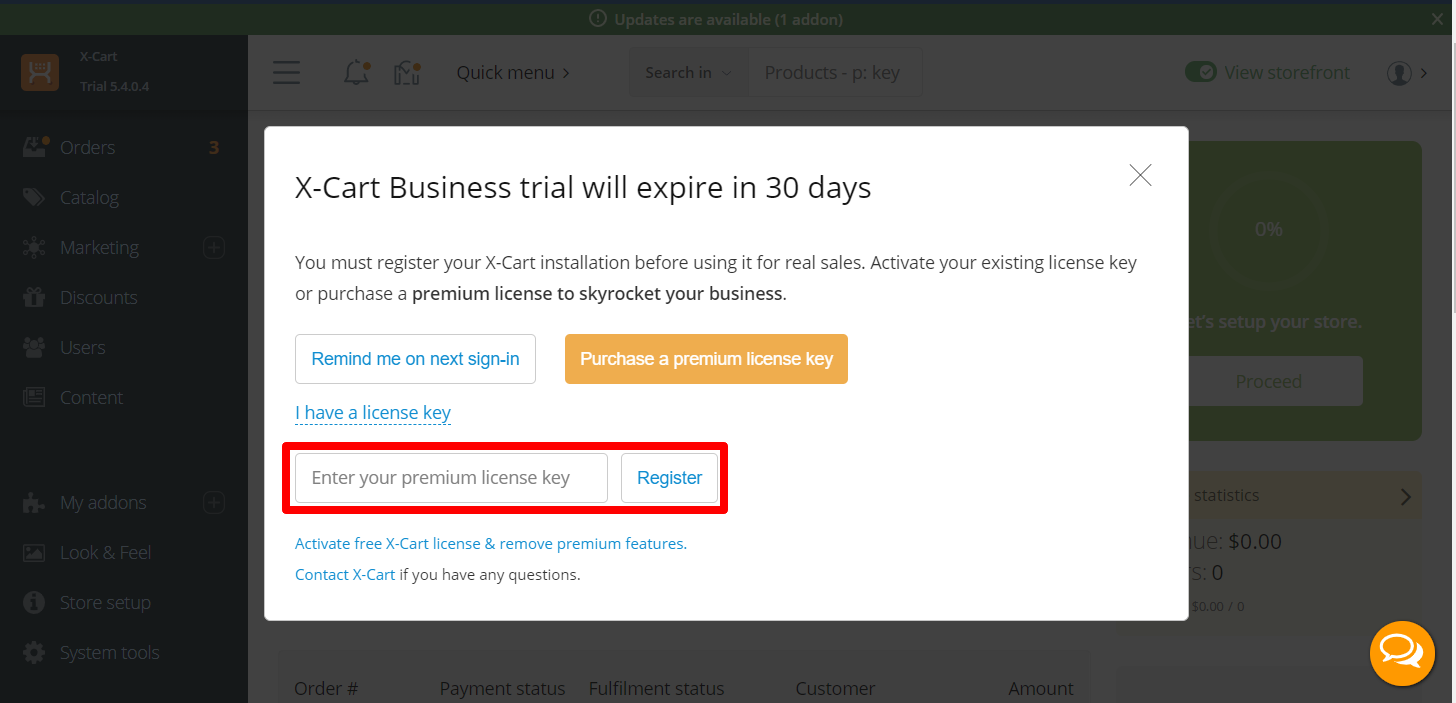 Updates are available (1 addon)
X-Cart
Trial 5.4.0.4
Quick menu
Search in
Products - p: key
View storefront
Orders 3
Catalog
Marketing
Discounts
Users
Content
My addons
Look & Feel
Store setup
System tools
X-Cart Business trial will expire in 30 days
You must register your X-Cart installation before using it for real sales. Activate your existing license key
or purchase a premium license to skyrocket your business.
Remind me on next sign-in
Purchase a premium license key
I have a license key
Enter your premium license key
Register
Activate free X-Cart license & remove premium features.
Contact X-Cart if you have any questions.
0%
setup your store.
Proceed
statistics
$0.00
0
$0.00 / 0
Order # Payment status Fulfilment status Customer Amount